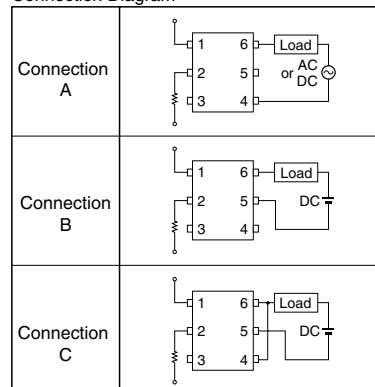 Connection Diagram
Connection
A
1 6 Load
2 5 or AC
DC
3 4
Connection
B
1 6 Load
2 5 DC
3 4
Connection
C
1 6 Load
2 5 DC
3 4